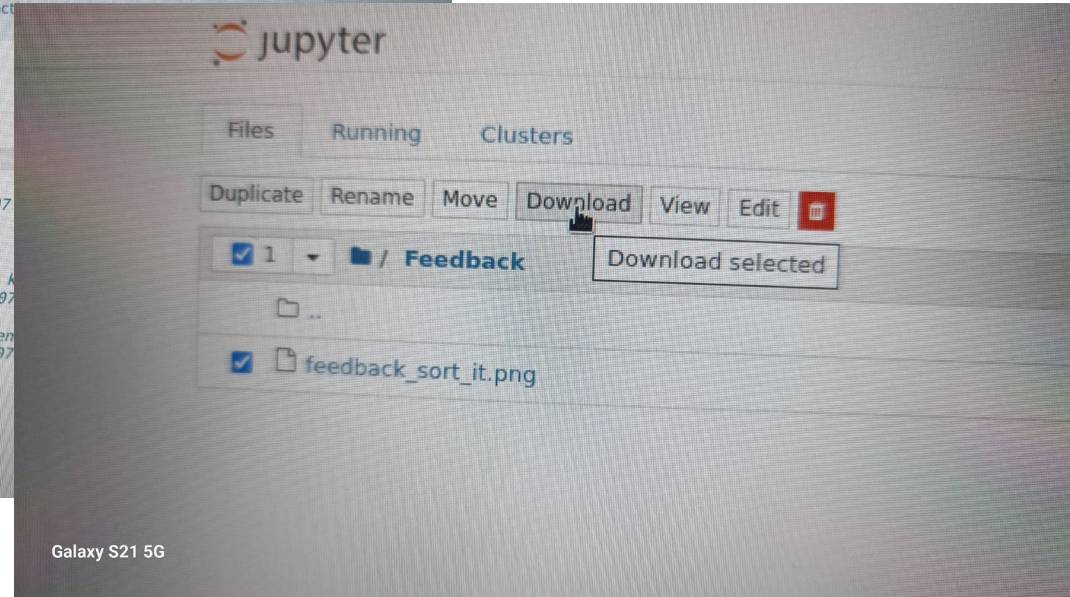 jupyter
Files Running Clusters
Duplicate Rename Move Download View Edit
1 / Feedback
Download selected
..
feedback_sort_it.png
Galaxy S21 5G